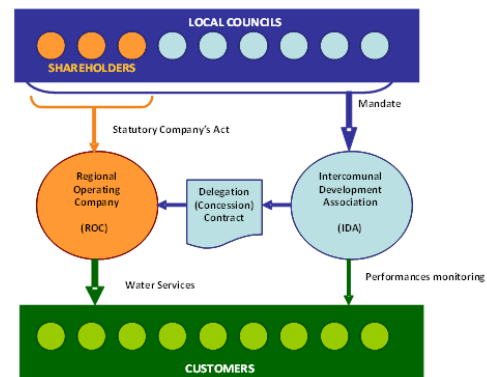 LOCAL COUNCILS
SHAREHOLDERS
Mandate
Statutory Company's Act
Regional
Operating
Company
(ROC)
Delegation
(Concession)
Contract
Intercomunal
Development
Association
(IDA)
Water Services
Performances monitoring
CUSTOMERS